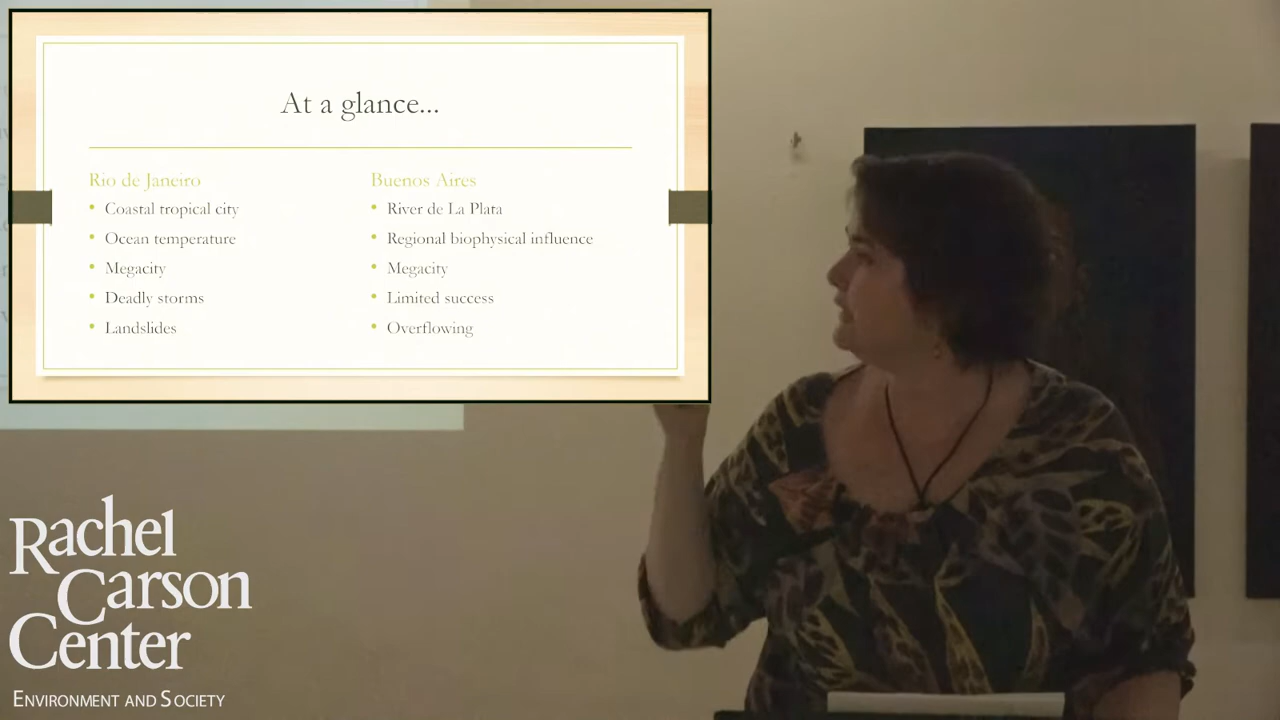 At a glance...
Rio de Janeiro
• Coastal tropical city
• Ocean temperature
• Megacity
• Deadly storms
• Landslides
Buenos Aires
• River de La Plata
• Regional biophysical influence
• Megacity
• Limited success
• Overflowing
Rachel
Carson
Center
ENVIRONMENT AND SOCIETY